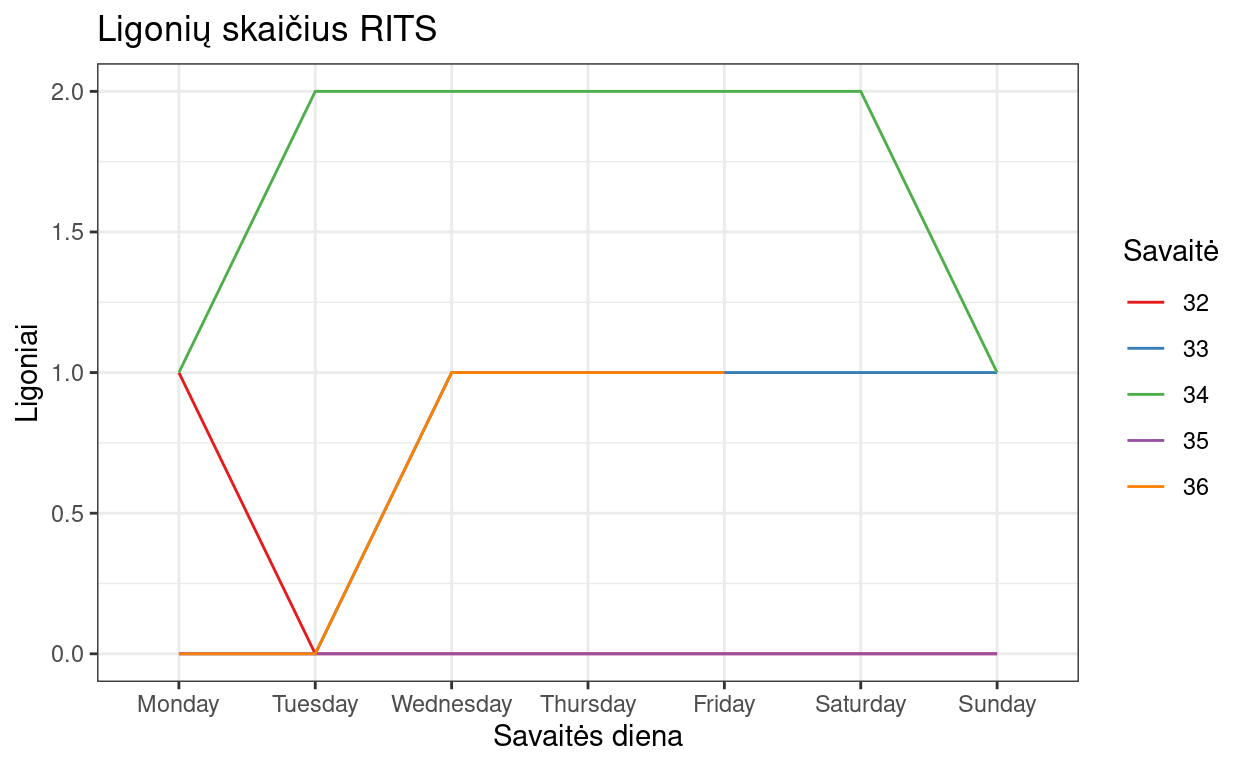 Ligonių skaičius RITS
Ligoniai
2.0
1.5
1.0
0.5
0.0
Monday Tuesday Wednesday Thursday Friday Saturday Sunday
Savaitės diena
Savaitė
32
33
34
35
36